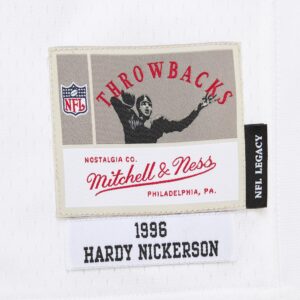 THROWBACKS
NFL
NOSTALGIA CO.
Mitchell & Ness
PHILADELPHIA, PA.
NFL LEGACY
1996
HARDY NICKERSON